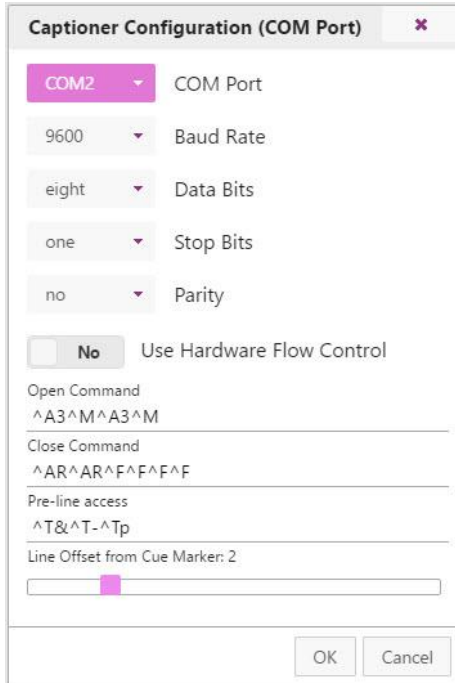 Captioner Configuration (COM Port)
COM2 COM Port
9600 Baud Rate
eight Data Bits
one Stop Bits
no Parity
No Use Hardware Flow Control
Open Command
^A3^M^A3^M
Close Command
^AR^AR^F^F^F^F
Pre-line access
^T&^T-^Tp
Line Offset from Cue Marker: 2
OK Cancel